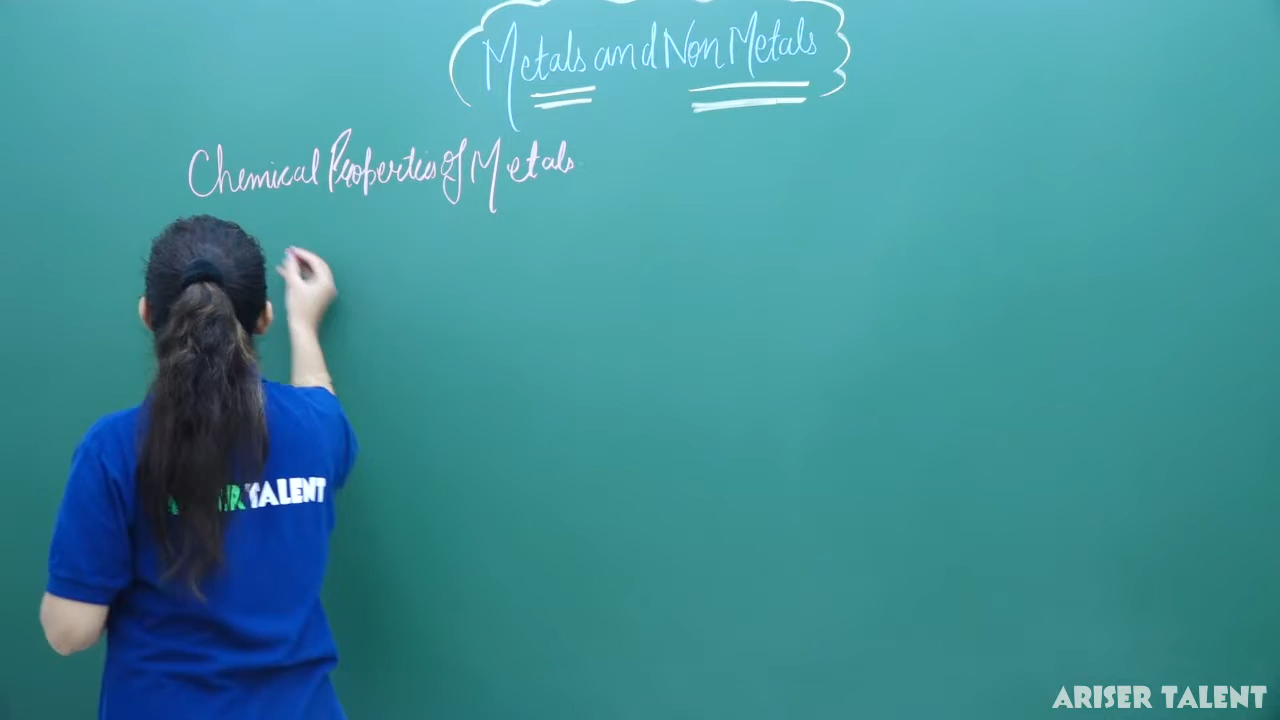 Metals and Non Metals
Chemical Properties of Metals
TALENT
ARISER TALENT